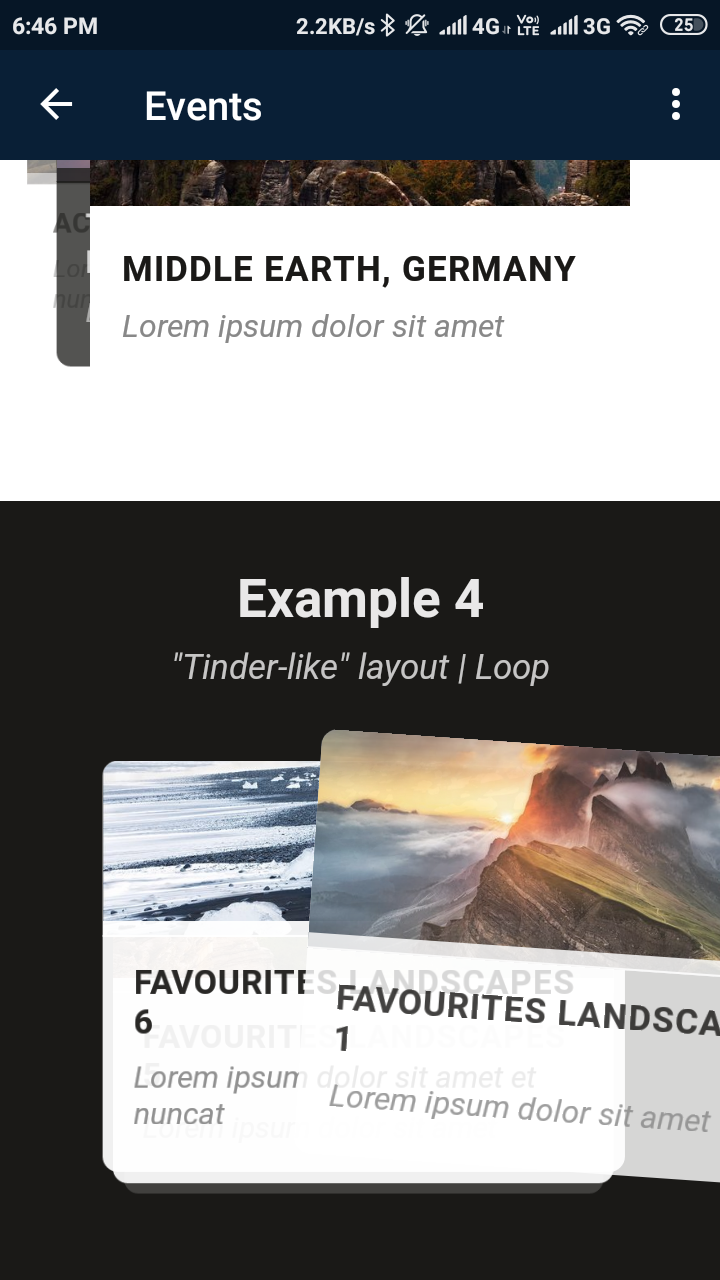 6:46 PM 2.2KB/s 4G Vo) LTE 3G 25
Events
AC
Lor
nur
MIDDLE EARTH, GERMANY
Lorem ipsum dolor sit amet
Example 4
"Tinder-like" layout | Loop
FAVOURITES LANDSCAPES
6
Lorem ipsum dolor sit amet et
nuncat
FAVOURITES LANDSCAPES
5
Lorem ipsum
FAVOURITES LANDSCA
1
Lorem ipsum dolor sit amet